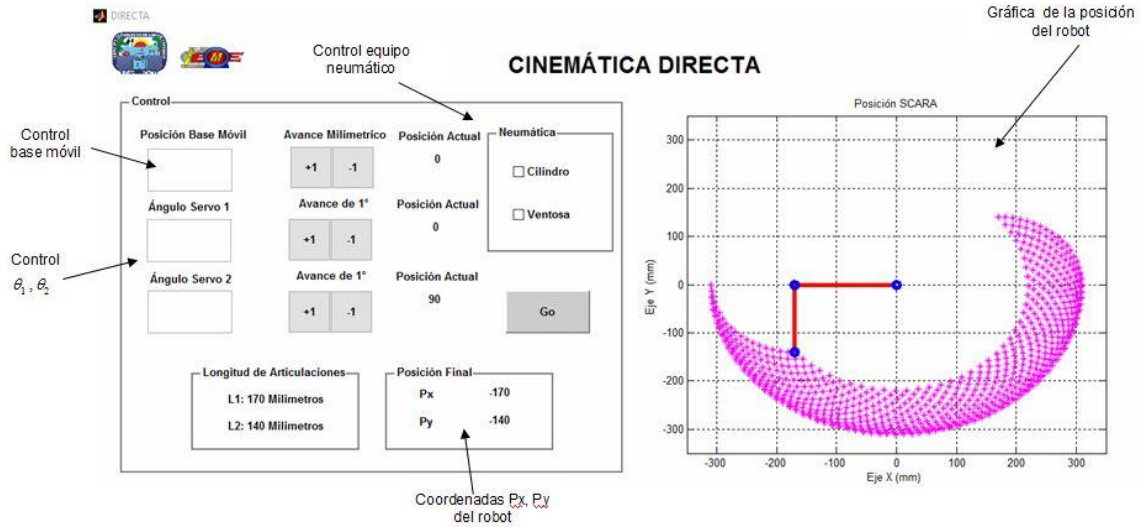 DIRECTA
Gráfica de la posición
del robot
Control equipo
neumático
CINEMÁTICA DIRECTA
Control
base móvil
Control
θ₁ , θ₂
Control
Posición Base Móvil
Avance Milimetrico
Posición Actual
+1
-1
0
Neumática
Cilindro
Ventosa
Ángulo Servo 1
Avance de 1°
Posición Actual
+1
-1
0
Ángulo Servo 2
Avance de 1°
Posición Actual
+1
-1
90
Go
Longitud de Articulaciones
L1: 170 Milimetros
L2: 140 Milimetros
Posición Final
Px -170
Py -140
Coordenadas Px, Py
del robot
Posición SCARA
Eje Y (mm)
300
200
100
0
-100
-200
-300
-300 -200 -100 0 100 200 300
Eje X (mm)